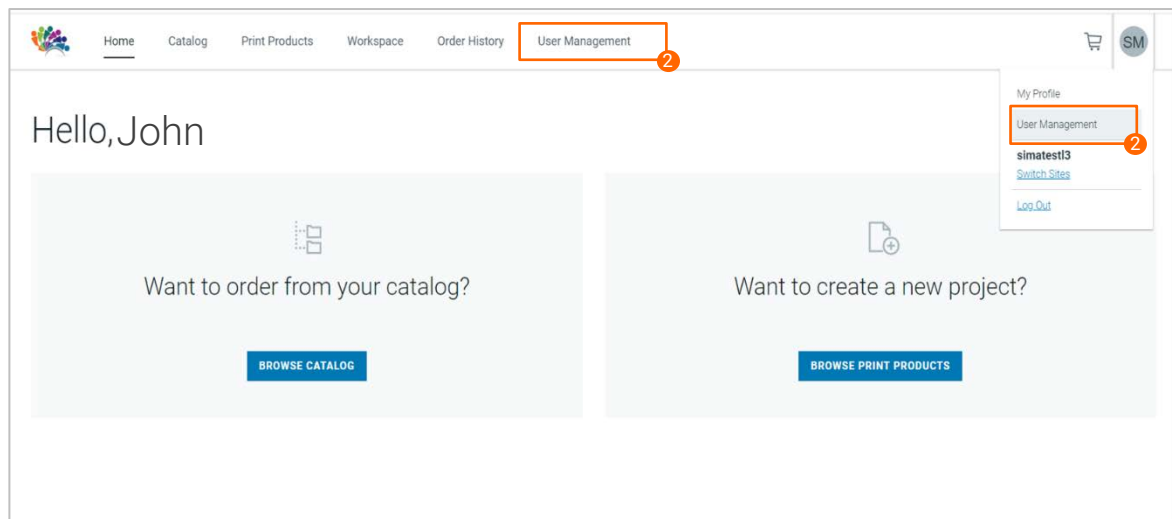 Home Catalog Print Products Workspace Order History User Management 2 SM
My Profile
User Management 2
simatestl3
Switch Sites
Log Out
Hello, John
Want to order from your catalog?
BROWSE CATALOG
Want to create a new project?
BROWSE PRINT PRODUCTS